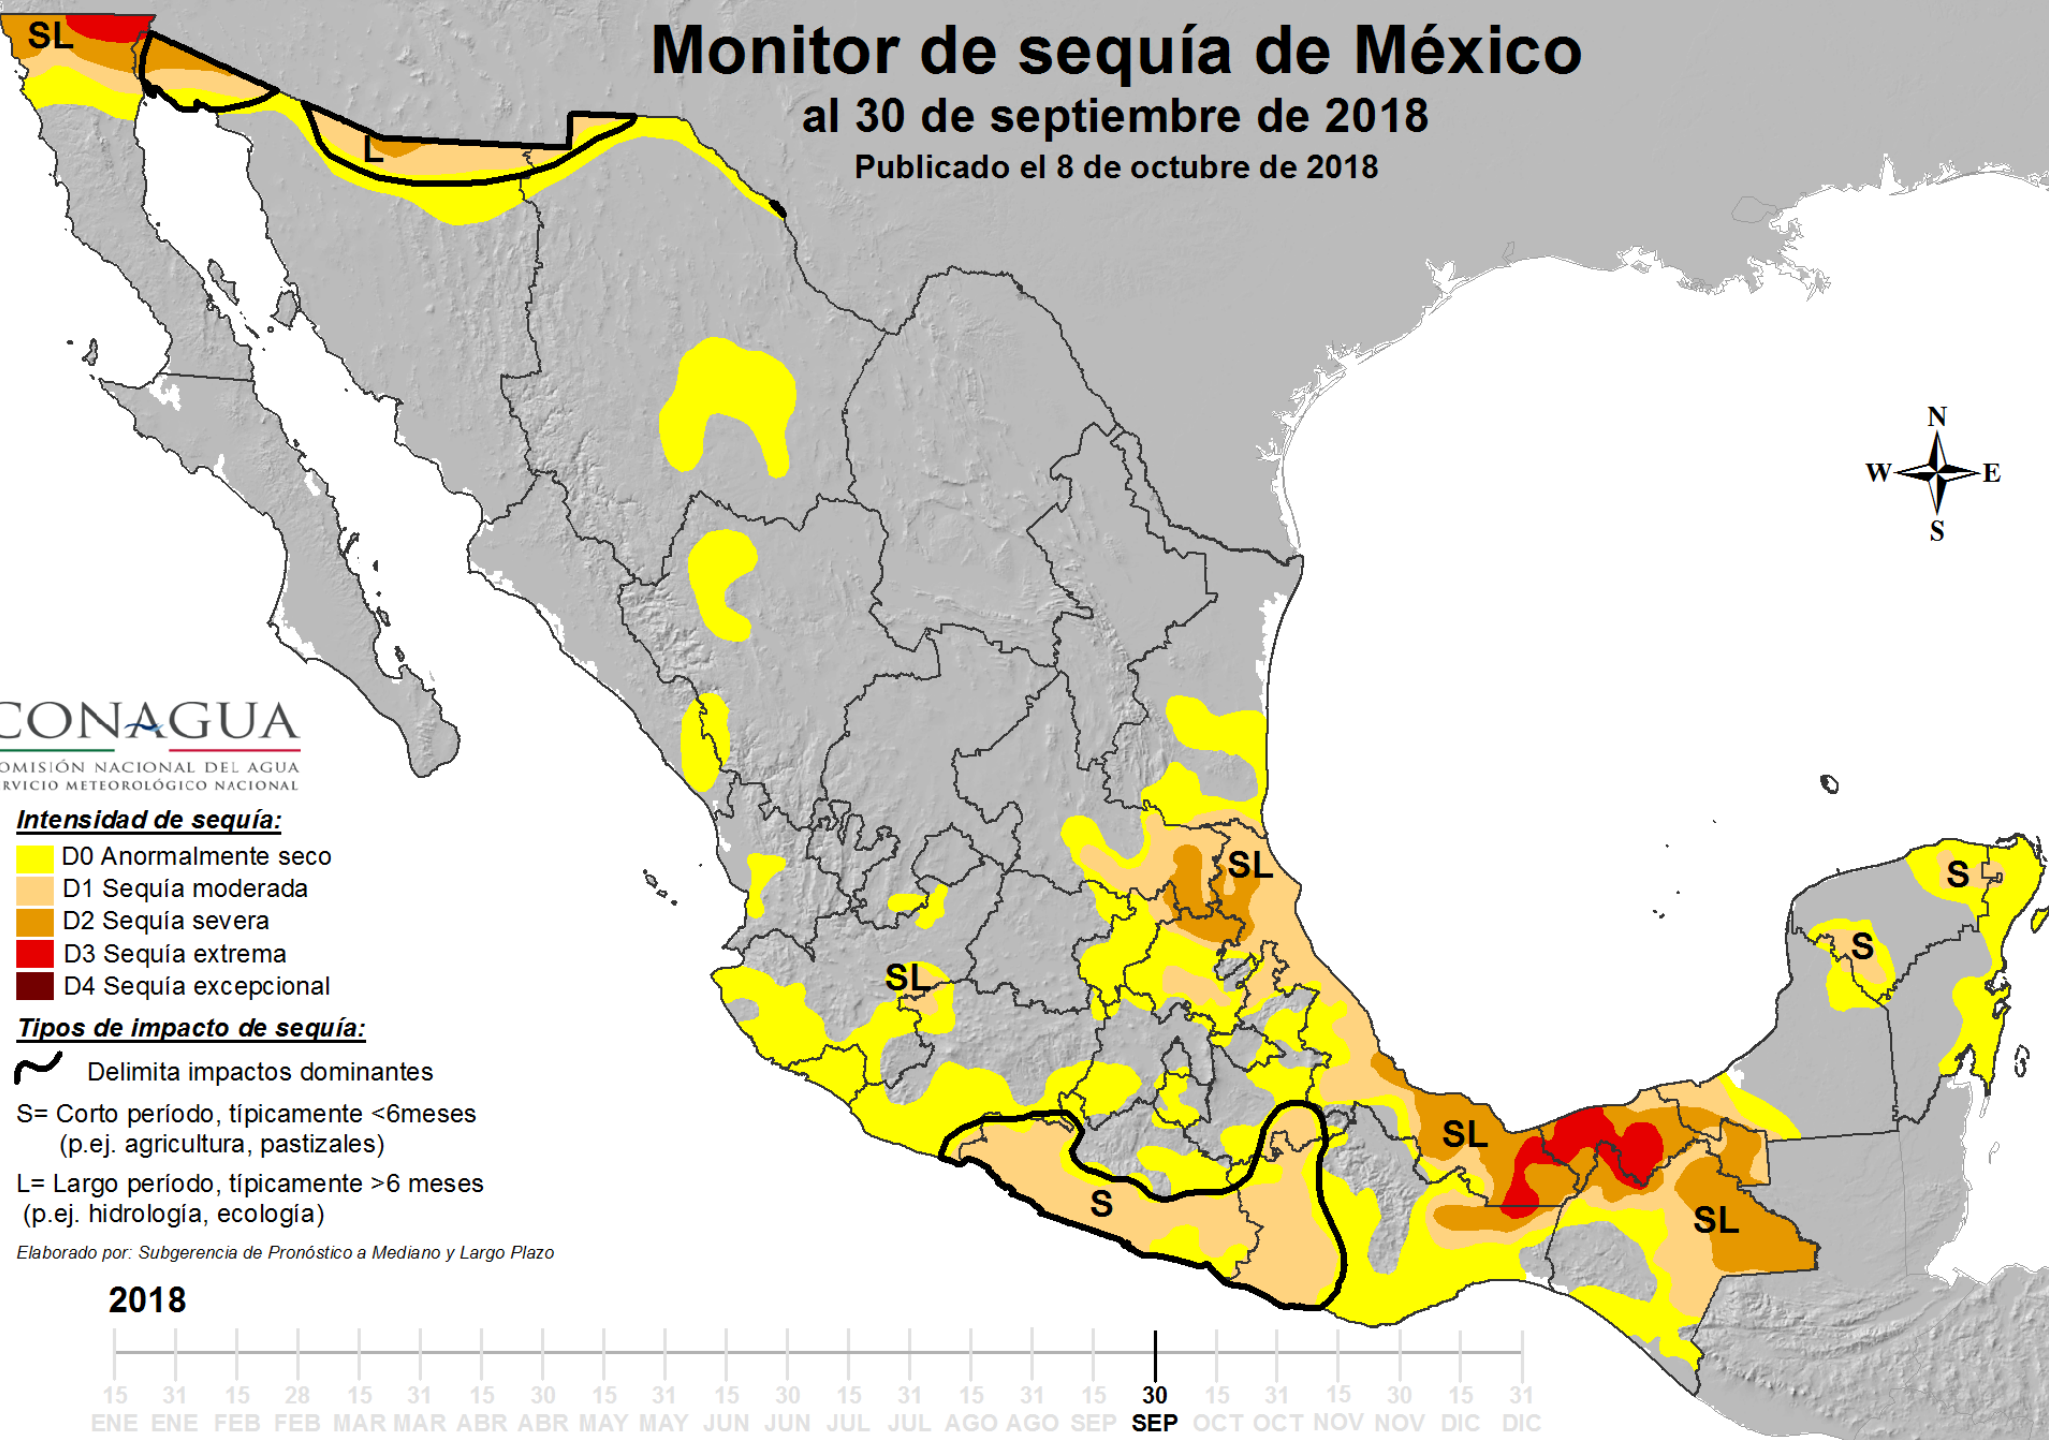 Monitor de sequía de México
al 30 de septiembre de 2018
Publicado el 8 de octubre de 2018
SL
L
N
W E
S
CONAGUA
OMISIÓN NACIONAL DEL AGUA
RVICIO METEOROLÓGICO NACIONAL
Intensidad de sequía:
D0 Anormalmente seco
D1 Sequía moderada
D2 Sequía severa
D3 Sequía extrema
D4 Sequía excepcional
Tipos de impacto de sequía:
Delimita impactos dominantes
S= Corto período, típicamente <6meses
(p.ej. agricultura, pastizales)
L= Largo período, típicamente >6 meses
(p.ej. hidrología, ecología)
Elaborado por: Subgerencia de Pronóstico a Mediano y Largo Plazo
SL
S
S
SL
SL
S
SL
2018
15 31 15 28 15 31 15 30 15 31 15 30 15 31 15 31 15 30 15 31 15 30 15 31
ENE ENE FEB FEB MAR MAR ABR ABR MAY MAY JUN JUN JUL JUL AGO AGO SEP SEP OCT OCT NOV NOV DIC DIC